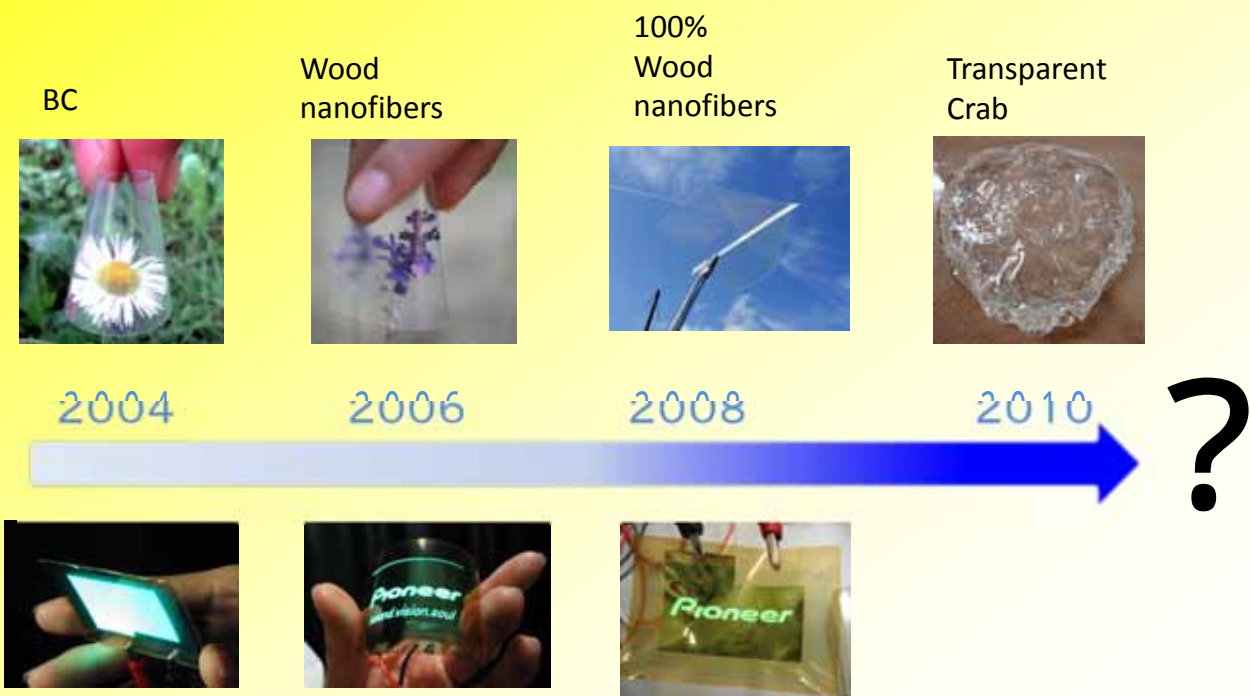 BC
Wood
nanofibers
100%
Wood
nanofibers
Transparent
Crab
2004
2006
2008
2010
?
Pioneer
sound.vision.soul
Pioneer